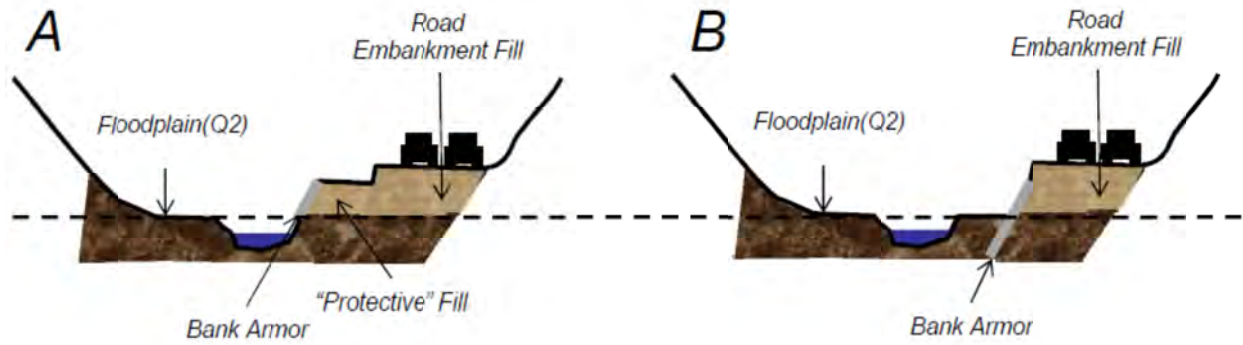 A
Road
Embankment Fill
Floodplain(Q2)
"Protective" Fill
Bank Armor
B
Road
Embankment Fill
Floodplain(Q2)
Bank Armor